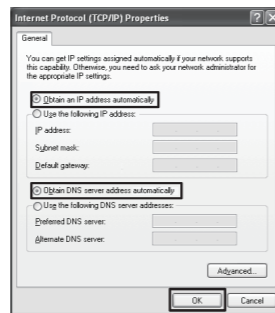 Internet Protocol (TCP/IP) Properties
General
You can get IP settings assigned automatically if your network supports
this capability. Otherwise, you need to ask your network administrator for
the appropriate IP settings.
Obtain an IP address automatically
Use the following IP address:
IP address:
Subnet mask:
Default gateway:
Obtain DNS server address automatically
Use the following DNS server addresses:
Preferred DNS server:
Alternate DNS server:
Advanced...
OK Cancel